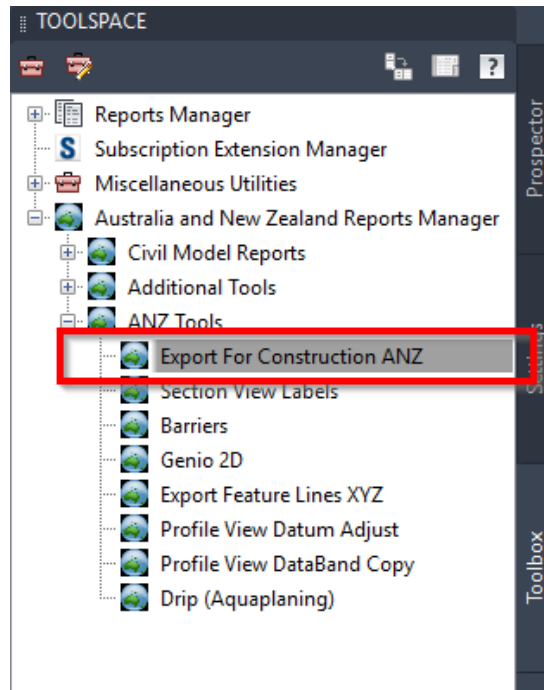 TOOLSPACE
Reports Manager
S Subscription Extension Manager
Miscellaneous Utilities
Australia and New Zealand Reports Manager
Civil Model Reports
Additional Tools
ANZ Tools
Export For Construction ANZ
Section View Labels
Barriers
Genio 2D
Export Feature Lines XYZ
Profile View Datum Adjust
Profile View DataBand Copy
Drip (Aquaplaning)
Prospector
Settings
Toolbox